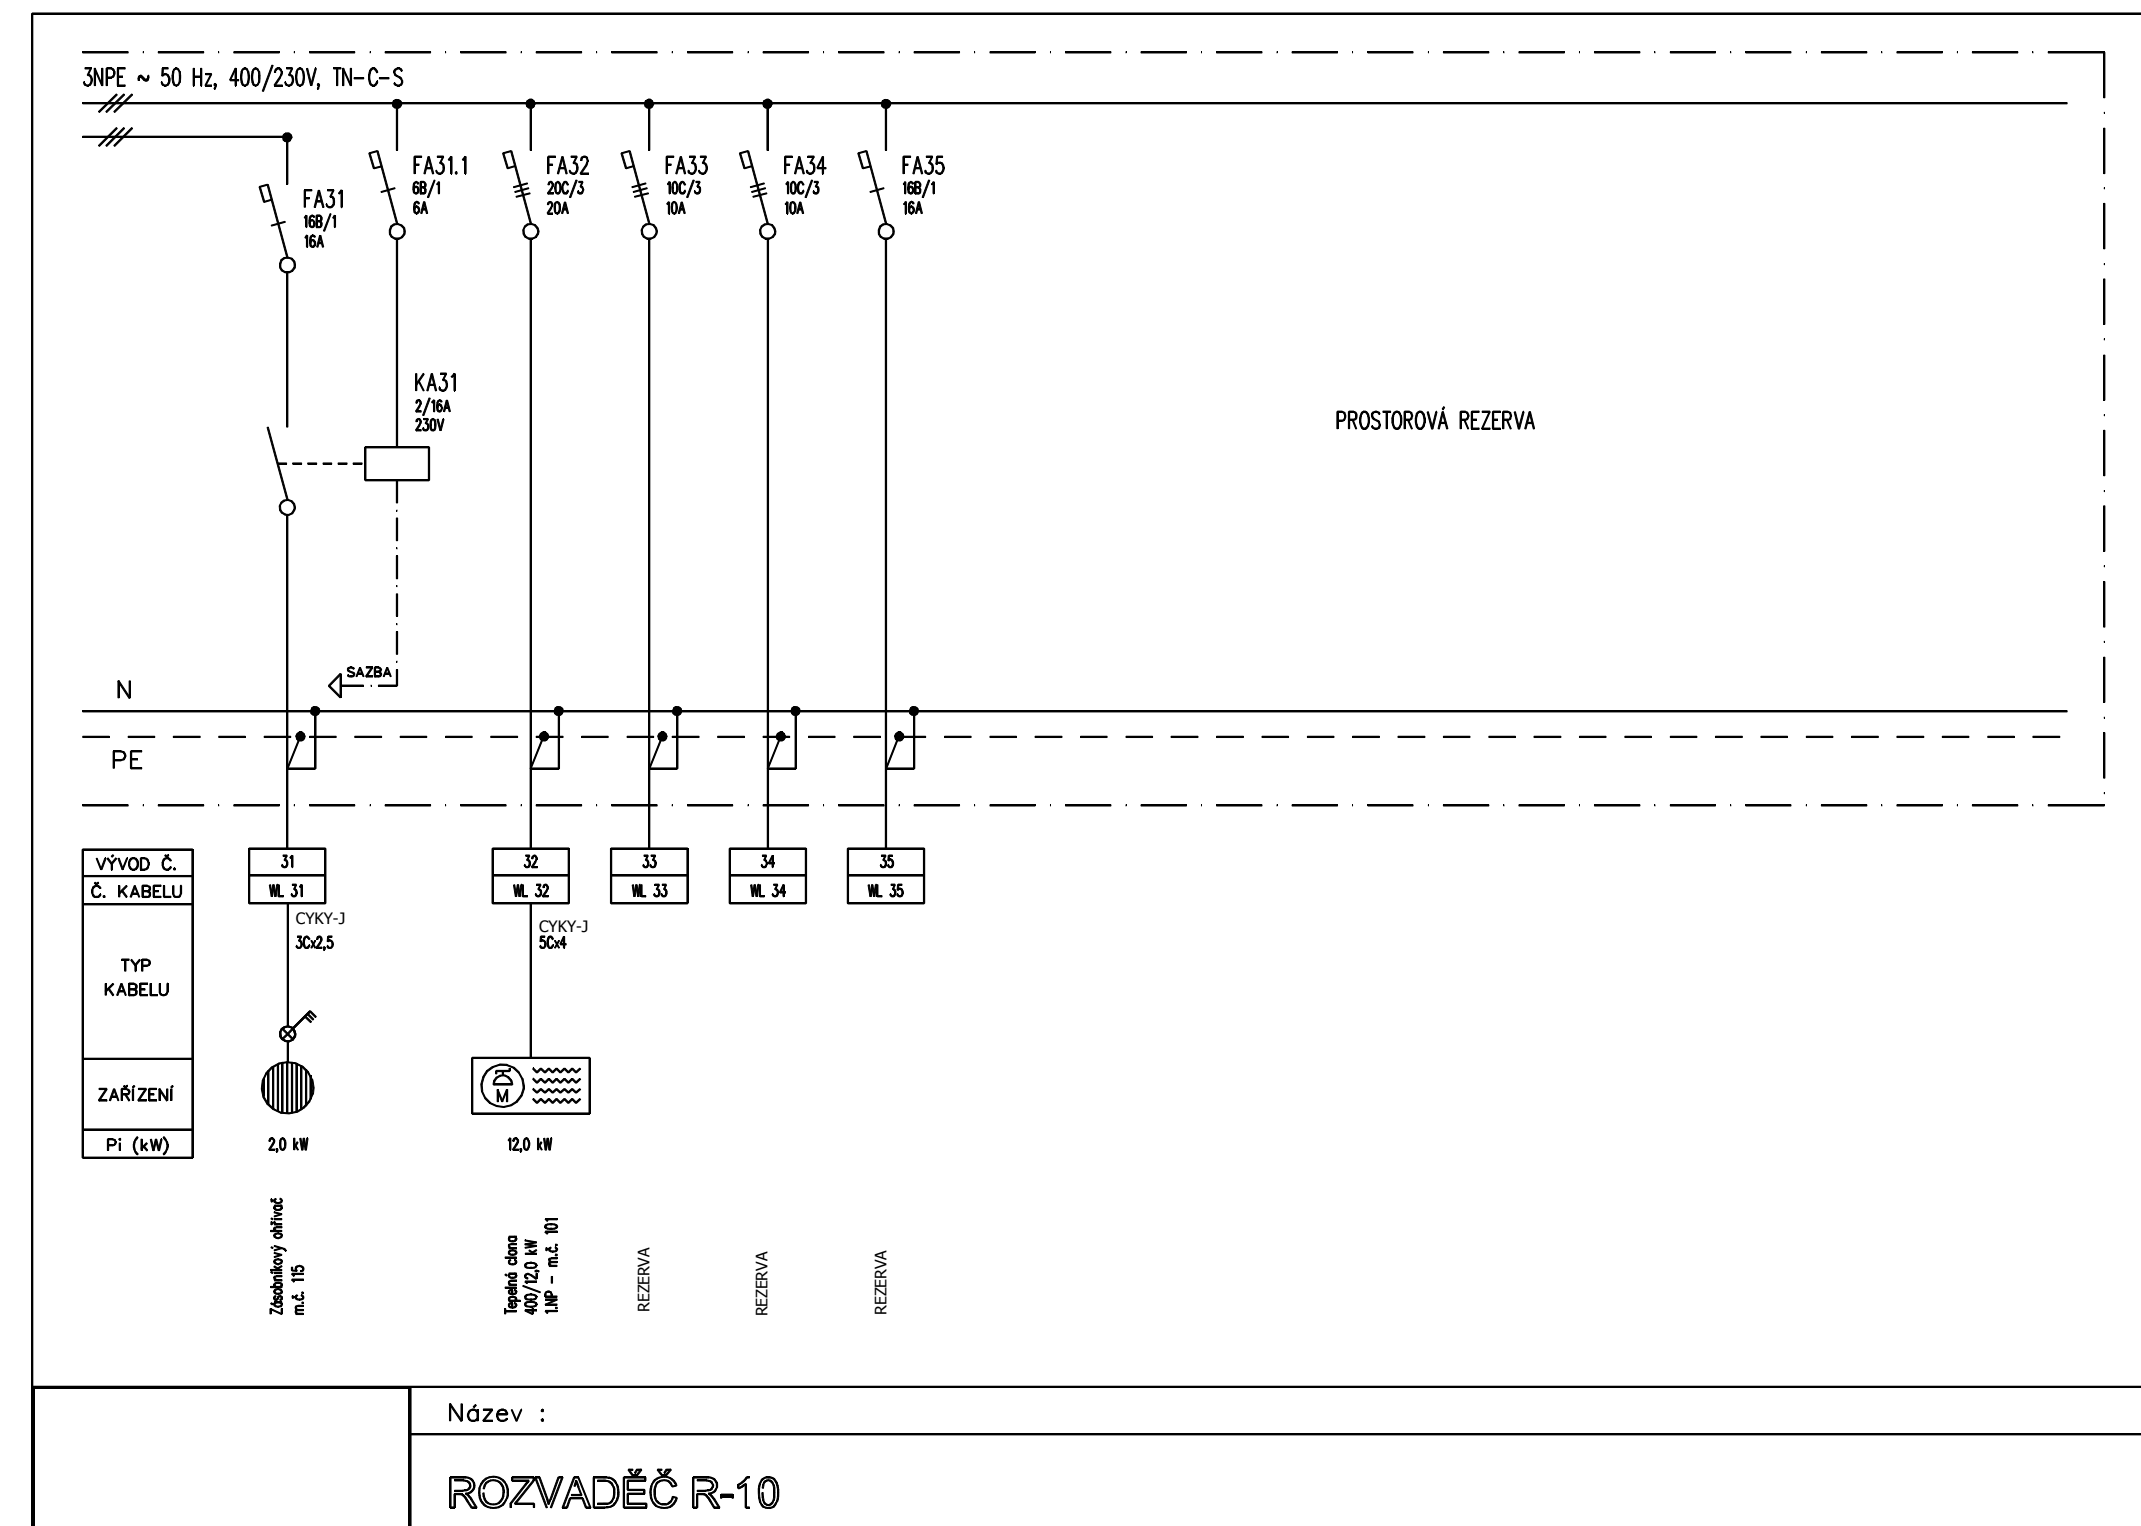 3NPE ~ 50 Hz, 400/230V, TN-C-S
FA31
16B/1
16A
FA31.1
6B/1
6A
FA32
20C/3
20A
FA33
10C/3
10A
FA34
10C/3
10A
FA35
16B/1
16A
KA31
2/16A
230V
PROSTOROVÁ REZERVA
SAZBA
N
PE
VÝVOD Č.
31
32
33
34
35
Č. KABELU
WL 31
WL 32
WL 33
WL 34
WL 35
TYP
KABELU
CYKY-J
3Cx2,5
CYKY-J
5Cx4
ZAŘÍZENÍ
M
Pi (kW)
2,0 kW
12,0 kW
Zásobníkový ohřívač
m.č. 115
Tepelná clona
400/12,0 kW
1.NP - m.č. 101
REZERVA
REZERVA
REZERVA
Název :
ROZVADĚČ R-10